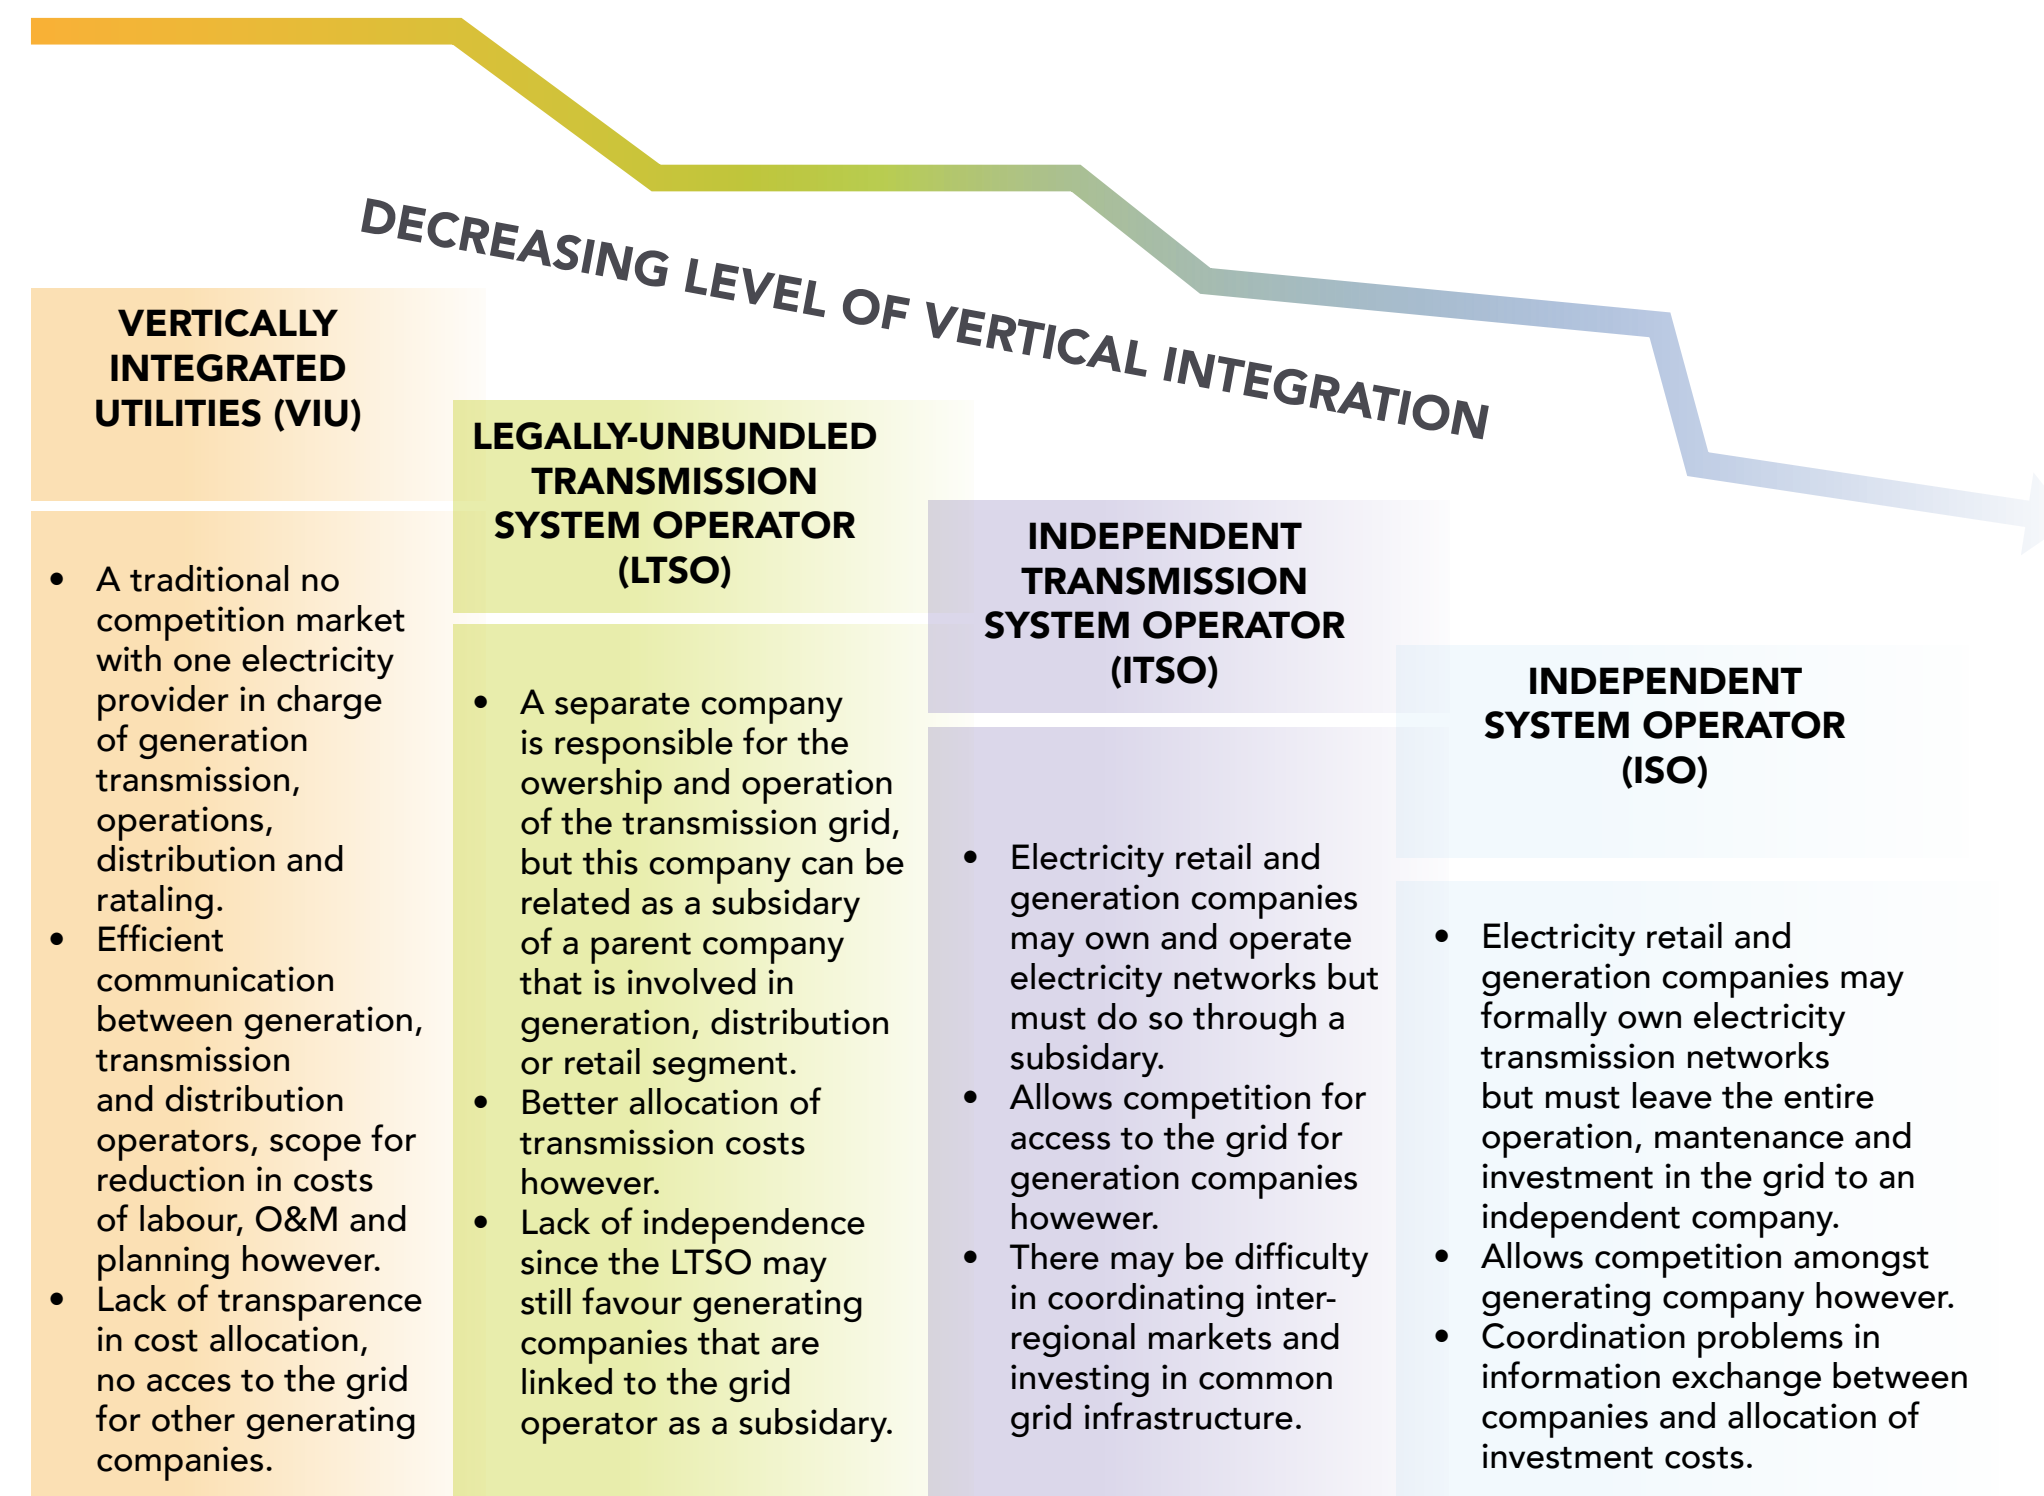 DECREASING LEVEL OF VERTICAL INTEGRATION
VERTICALLY
INTEGRATED
UTILITIES (VIU)
• A traditional no
competition market
with one electricity
provider in charge
of generation
transmission,
operations,
distribution and
rataling.
• Efficient
communication
between generation,
transmission
and distribution
operators, scope for
reduction in costs
of labour, O&M and
planning however.
• Lack of transparence
in cost allocation,
no acces to the grid
for other generating
companies.
LEGALLY-UNBUNDLED
TRANSMISSION
SYSTEM OPERATOR
(LTSO)
• A separate company
is responsible for the
owership and operation
of the transmission grid,
but this company can be
related as a subsidary
of a parent company
that is involved in
generation, distribution
or retail segment.
• Better allocation of
transmission costs
however.
• Lack of independence
since the LTSO may
still favour generating
companies that are
linked to the grid
operator as a subsidary.
INDEPENDENT
TRANSMISSION
SYSTEM OPERATOR
(ITSO)
• Electricity retail and
generation companies
may own and operate
electricity networks but
must do so through a
subsidary.
• Allows competition for
access to the grid for
generation companies
howewer.
• There may be difficulty
in coordinating inter-
regional markets and
investing in common
grid infrastructure.
INDEPENDENT
SYSTEM OPERATOR
(ISO)
• Electricity retail and
generation companies may
formally own electricity
transmission networks
but must leave the entire
operation, mantenance and
investment in the grid to an
independent company.
• Allows competition amongst
generating company however.
• Coordination problems in
information exchange between
companies and allocation of
investment costs.